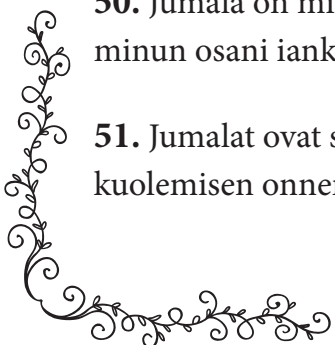 50. Jumala on
minun osani
51. Jumalat ovat
kuolemisen